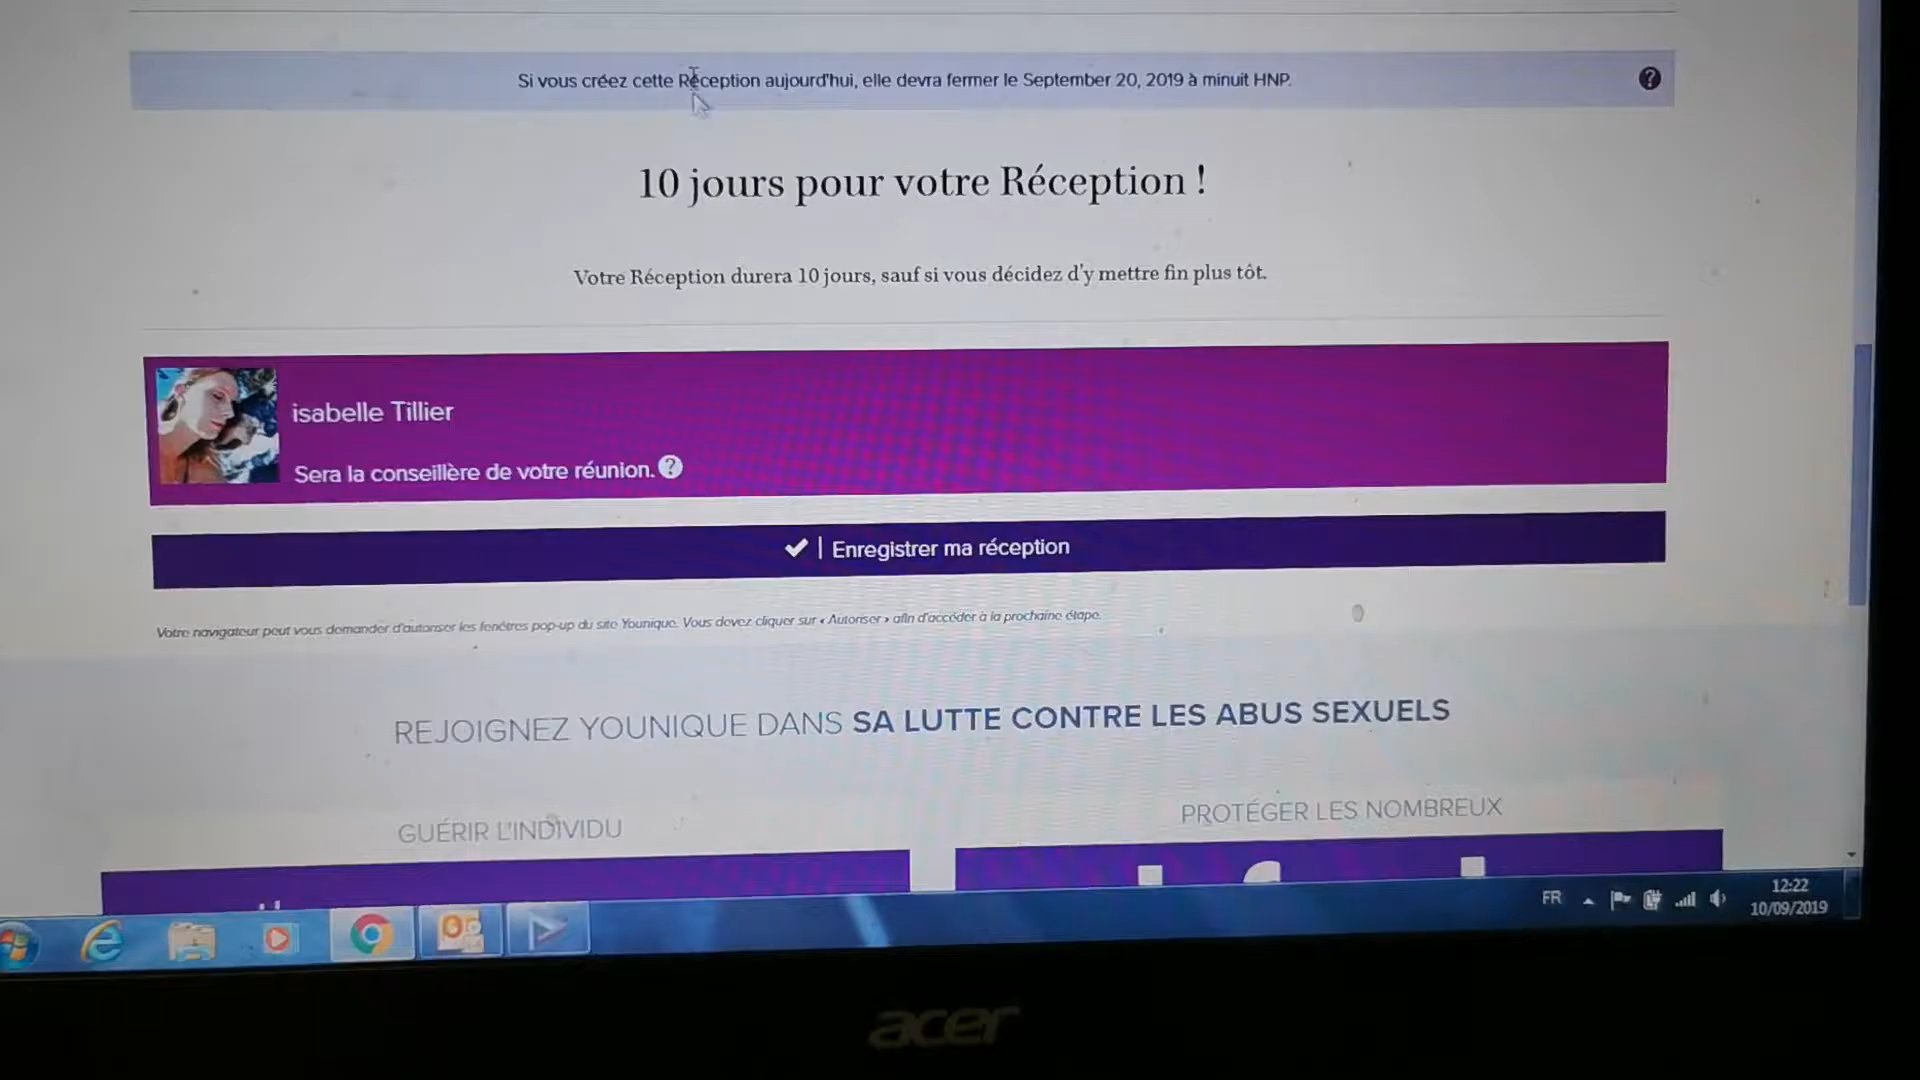 Si vous créez cette Réception aujourd'hui, elle devra fermer le September 20, 2019 à minuit HNP.
10 jours pour votre Réception !
Votre Réception durera 10 jours, sauf si vous décidez d'y mettre fin plus tôt.
isabelle Tillier
Sera la conseillère de votre réunion. ?
Enregistrer ma réception
Votre navigateur peut vous demander d'autoriser les fenêtres pop-up du site Younique. Vous devez cliquer sur « Autoriser » afin d'accéder à la prochaine étape.
REJOIGNEZ YOUNIQUE DANS SA LUTTE CONTRE LES ABUS SEXUELS
GUÉRIR L'INDIVIDU
PROTÉGER LES NOMBREUX
FR
12:22
10/09/2019
acer